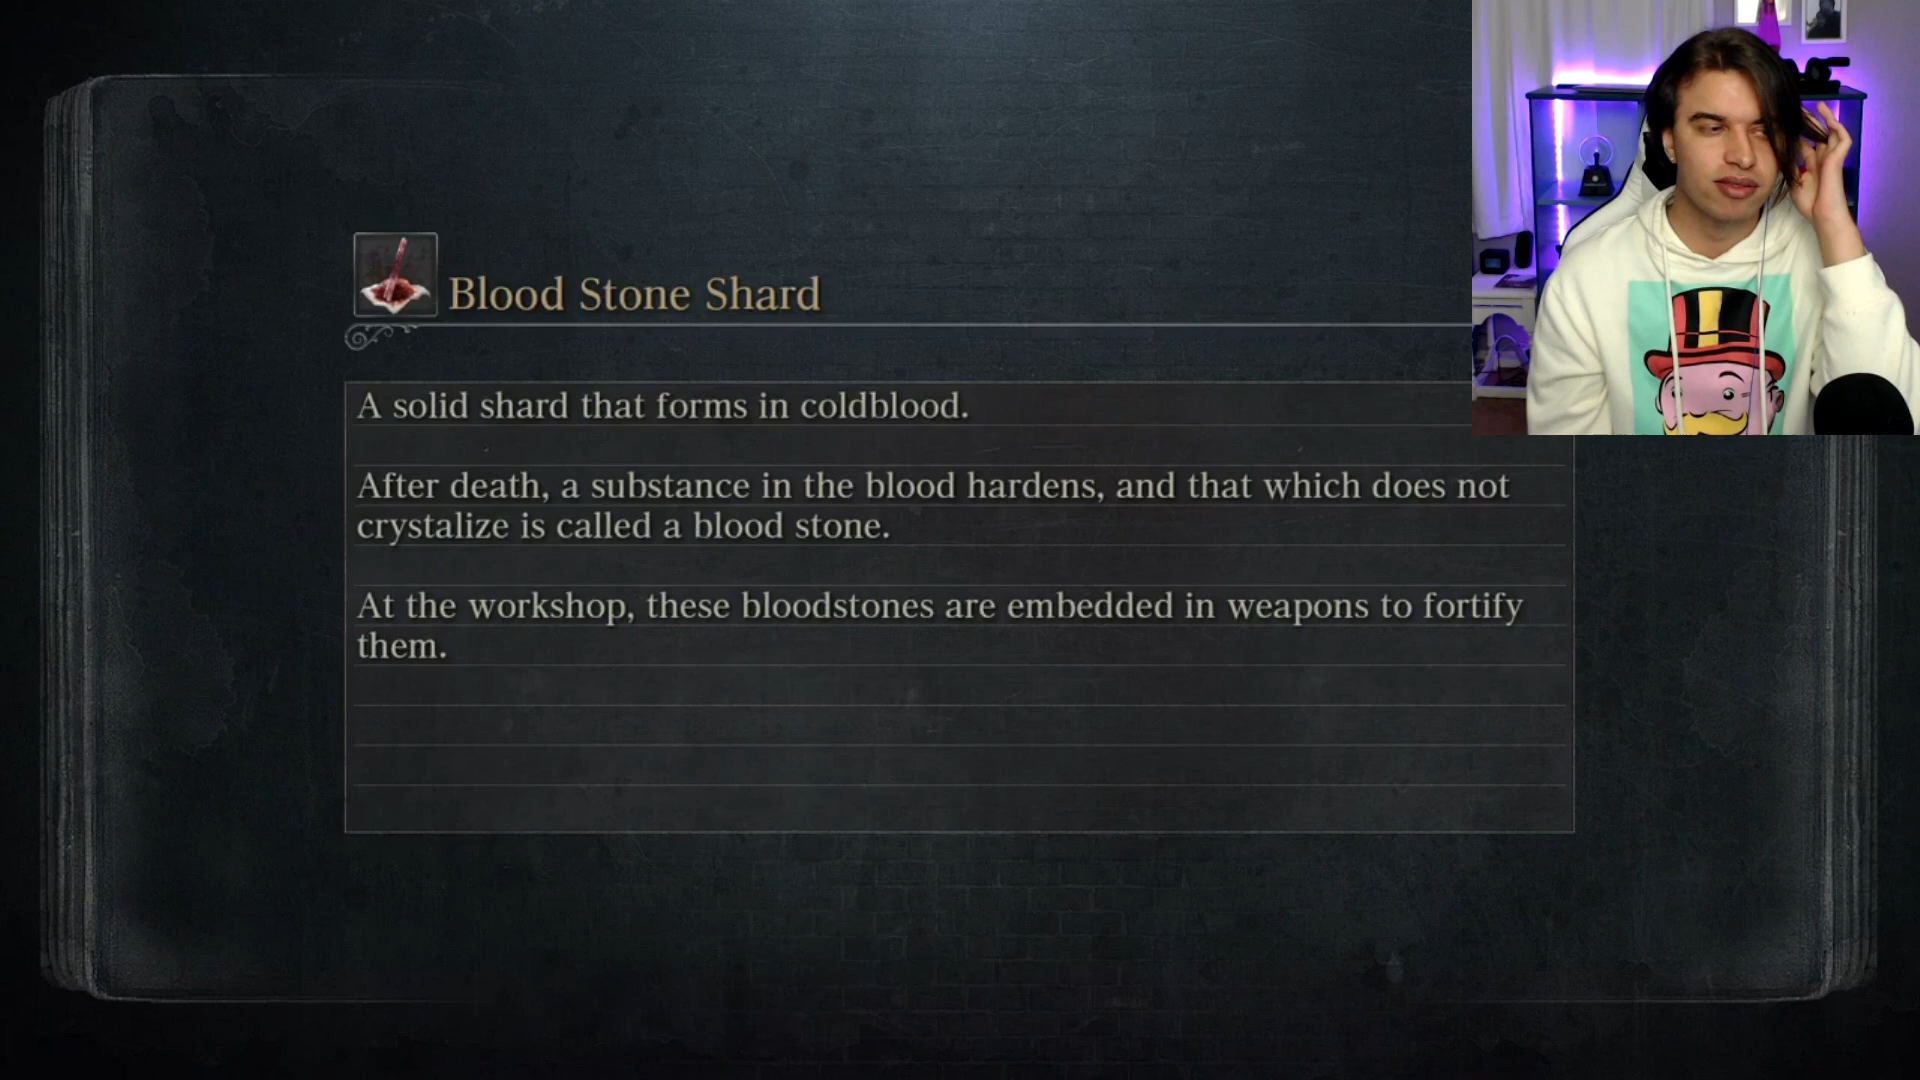 Blood Stone Shard
A solid shard that forms in coldblood.
After death, a substance in the blood hardens, and that which does not
crystalize is called a blood stone.
At the workshop, these bloodstones are embedded in weapons to fortify
them.